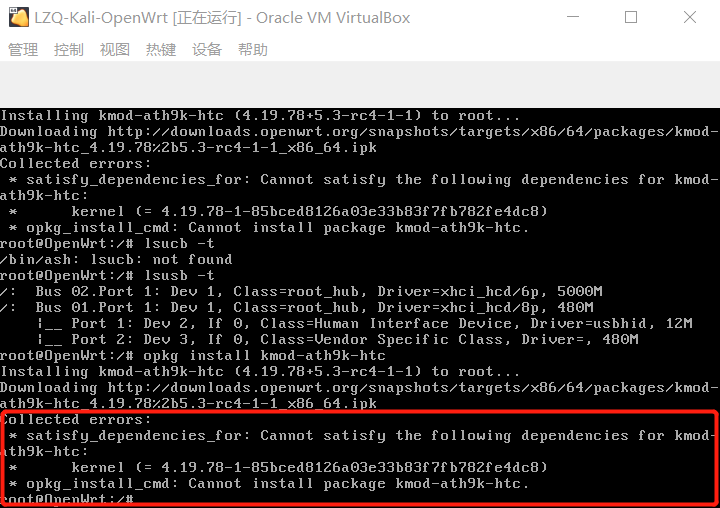 LZQ-Kali-OpenWrt [正在运行] - Oracle VM VirtualBox
管理 控制 视图 热键 设备 帮助
Installing kmod-ath9k-htc (4.19.78+5.3-rc4-1-1) to root...
Downloading http://downloads.openwrt.org/snapshots/targets/x86/64/packages/kmod-
ath9k-htc_4.19.78%2b5.3-rc4-1-1_x86_64.ipk
Collected errors:
 * satisfy_dependencies_for: Cannot satisfy the following dependencies for kmod-
ath9k-htc:
 *      kernel (= 4.19.78-1-85bced8126a03e33b83f7fb782fe4dc8)
 * opkg_install_cmd: Cannot install package kmod-ath9k-htc.
root@OpenWrt:/# lsucb -t
/bin/ash: lsucb: not found
root@OpenWrt:/# lsusb -t
/:  Bus 02.Port 1: Dev 1, Class=root_hub, Driver=xhci_hcd/6p, 5000M
/:  Bus 01.Port 1: Dev 1, Class=root_hub, Driver=xhci_hcd/8p, 480M
    |__ Port 1: Dev 2, If 0, Class=Human Interface Device, Driver=usbhid, 12M
    |__ Port 2: Dev 3, If 0, Class=Vendor Specific Class, Driver=, 480M
root@OpenWrt:/# opkg install kmod-ath9k-htc
Installing kmod-ath9k-htc (4.19.78+5.3-rc4-1-1) to root...
Downloading http://downloads.openwrt.org/snapshots/targets/x86/64/packages/kmod-
ath9k-htc_4.19.78%2b5.3-rc4-1-1_x86_64.ipk
Collected errors:
 * satisfy_dependencies_for: Cannot satisfy the following dependencies for kmod-
ath9k-htc:
 *      kernel (= 4.19.78-1-85bced8126a03e33b83f7fb782fe4dc8)
 * opkg_install_cmd: Cannot install package kmod-ath9k-htc.
root@OpenWrt:/#